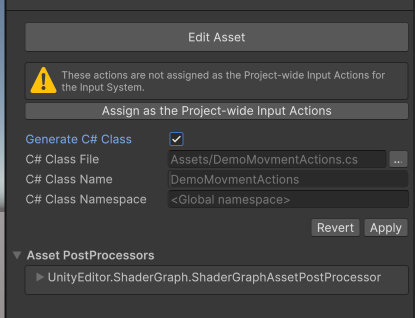 Edit Asset
These actions are not assigned as the Project-wide Input Actions for
the Input System.
Assign as the Project-wide Input Actions
Generate C# Class
C# Class File Assets/DemoMovmentActions.cs ...
C# Class Name DemoMovmentActions
C# Class Namespace <Global namespace>
Revert Apply
Asset PostProcessors
UnityEditor.ShaderGraph.ShaderGraphAssetPostProcessor